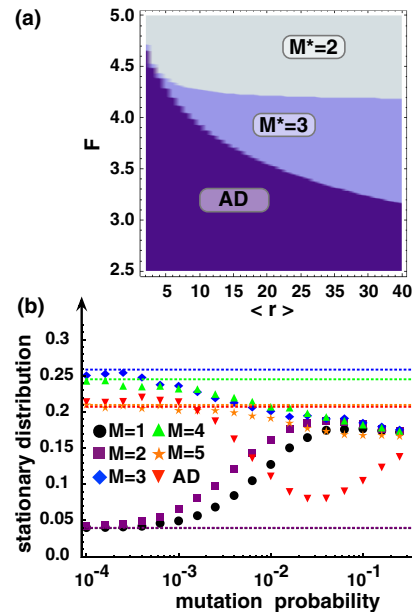 (a)
5.0
4.5
4.0
3.5
3.0
2.5
F
M*=2
M*=3
AD
5 10 15 20 25 30 35 40
< r >
(b)
0.3
0.25
0.2
0.15
0.1
0.05
0.0
stationary distribution
M=1 M=4
M=2 M=5
M=3 AD
10⁻⁴ 10⁻³ 10⁻² 10⁻¹
mutation probability